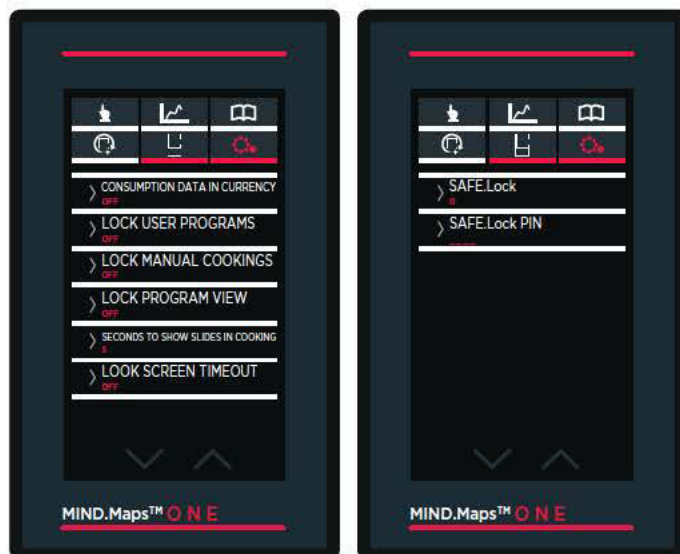 CONSUMPTION DATA IN CURRENCY
OFF
LOCK USER PROGRAMS
OFF
LOCK MANUAL COOKINGS
OFF
LOCK PROGRAM VIEW
OFF
SECONDS TO SHOW SLIDES IN COOKING
5
LOOK SCREEN TIMEOUT
OFF
MIND.Maps™ ONE
SAFE.Lock
0
SAFE.Lock PIN
----
MIND.Maps™ ONE